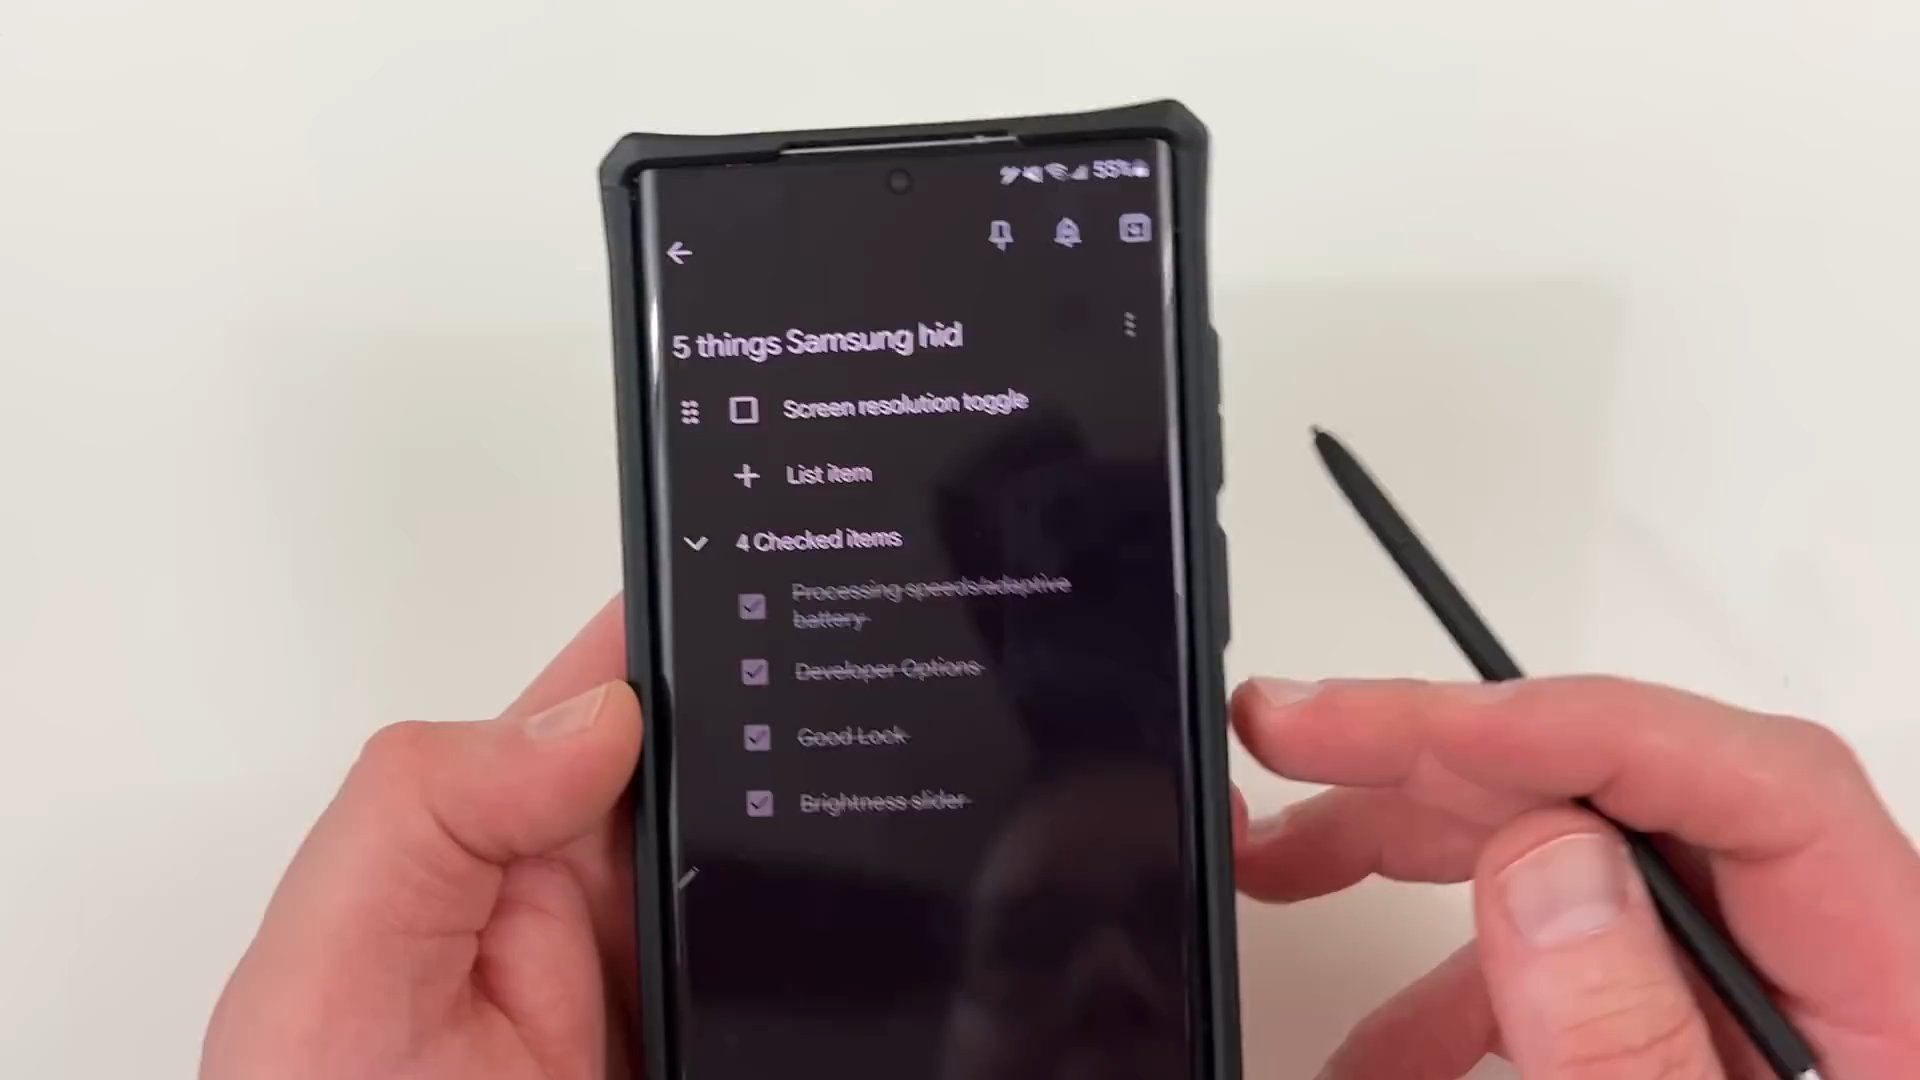 55%
5 things Samsung hid
Screen resolution toggle
List item
4 Checked items
Processing speeds/adaptive
battery
Developer Options
Good Lock
Brightness slider